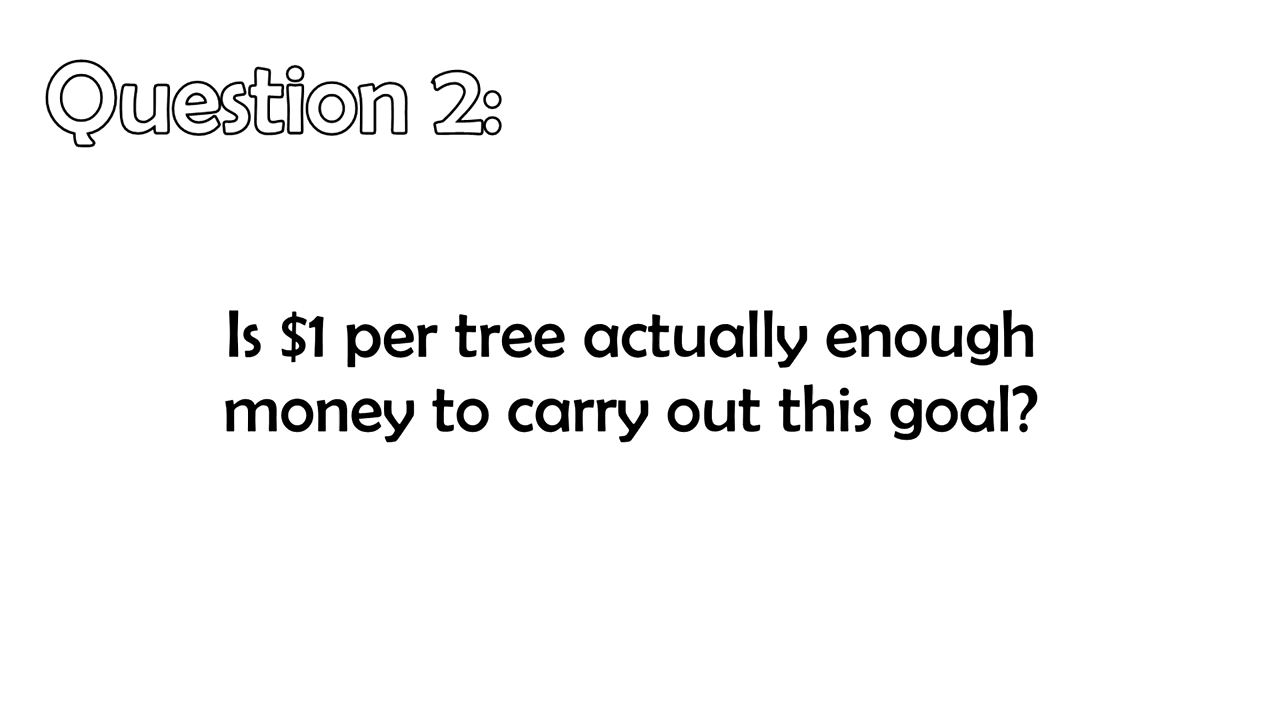 Question 2:
Is $1 per tree actually enough
money to carry out this goal?